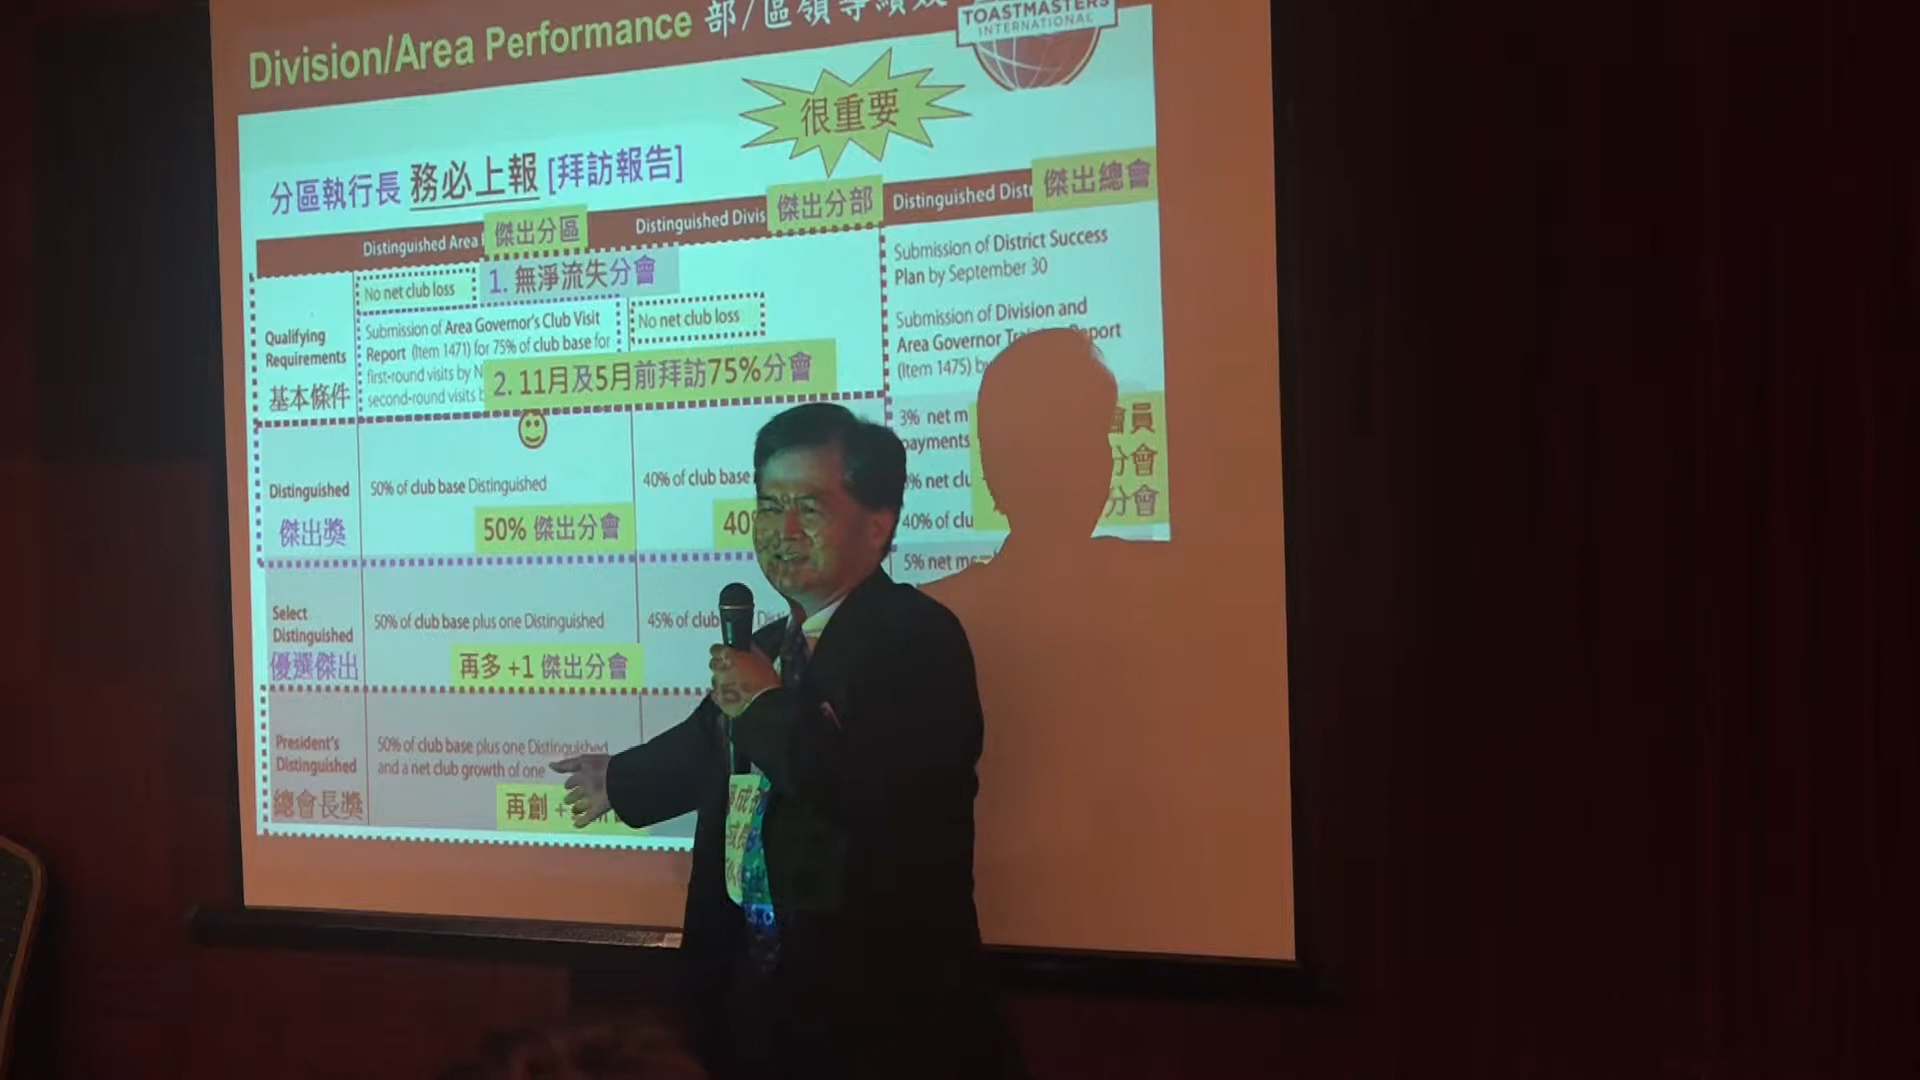 Division/Area Performance 部/區領導績效
TOASTMASTERS
INTERNATIONAL
很重要
分區執行長 務必上報 [拜訪報告]
Distinguished Area
傑出分區
Distinguished
傑出分部
Distinguished
傑出總會
Qualifying
Requirements
基本條件
No net club loss
1. 無淨流失分會
Submission of Area Governor's Club Visit
Report (Item 1471) for 75% of club base for
first-round visits by
second-round visits
2. 11月及5月前拜訪75%分會
No net club loss
Submission of District Success
Plan by September 30
Submission of Division and
Area Governor
(Item 1475)
Distinguished
傑出獎
50% of club base Distinguished
50% 傑出分會
40% of club base
3% net
payments
net
40% of
會員
分會
分會
Select
Distinguished
優選傑出
50% of club base plus one Distinguished
再多 +1 傑出分會
45% of club
5% net
President's
Distinguished
總會長獎
50% of club base plus one Distinguished
and a net club growth of one
再創 +